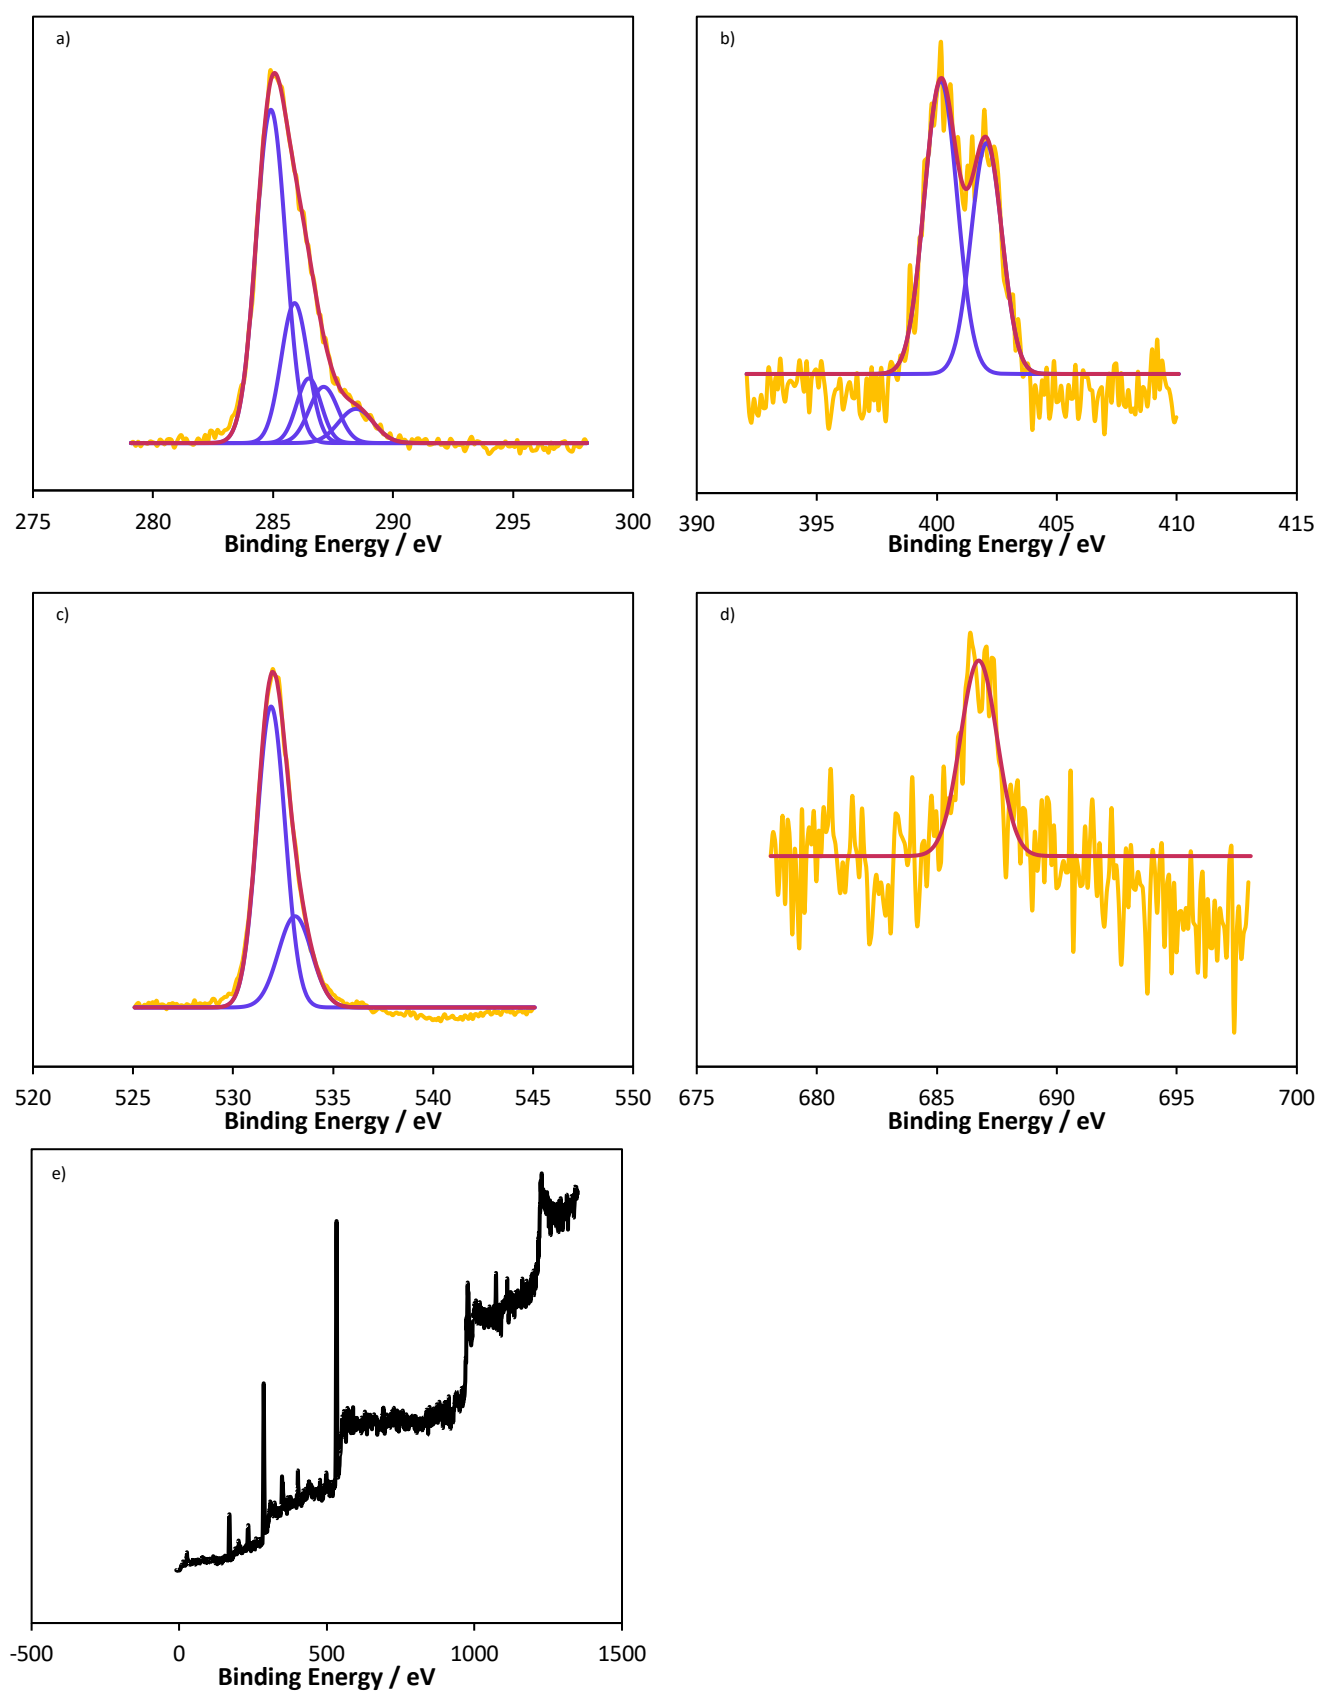 a)
275 280 285 290 295 300
Binding Energy / eV
b)
390 395 400 405 410 415
Binding Energy / eV
c)
520 525 530 535 540 545 550
Binding Energy / eV
d)
675 680 685 690 695 700
Binding Energy / eV
e)
-500 0 500 1000 1500
Binding Energy / eV